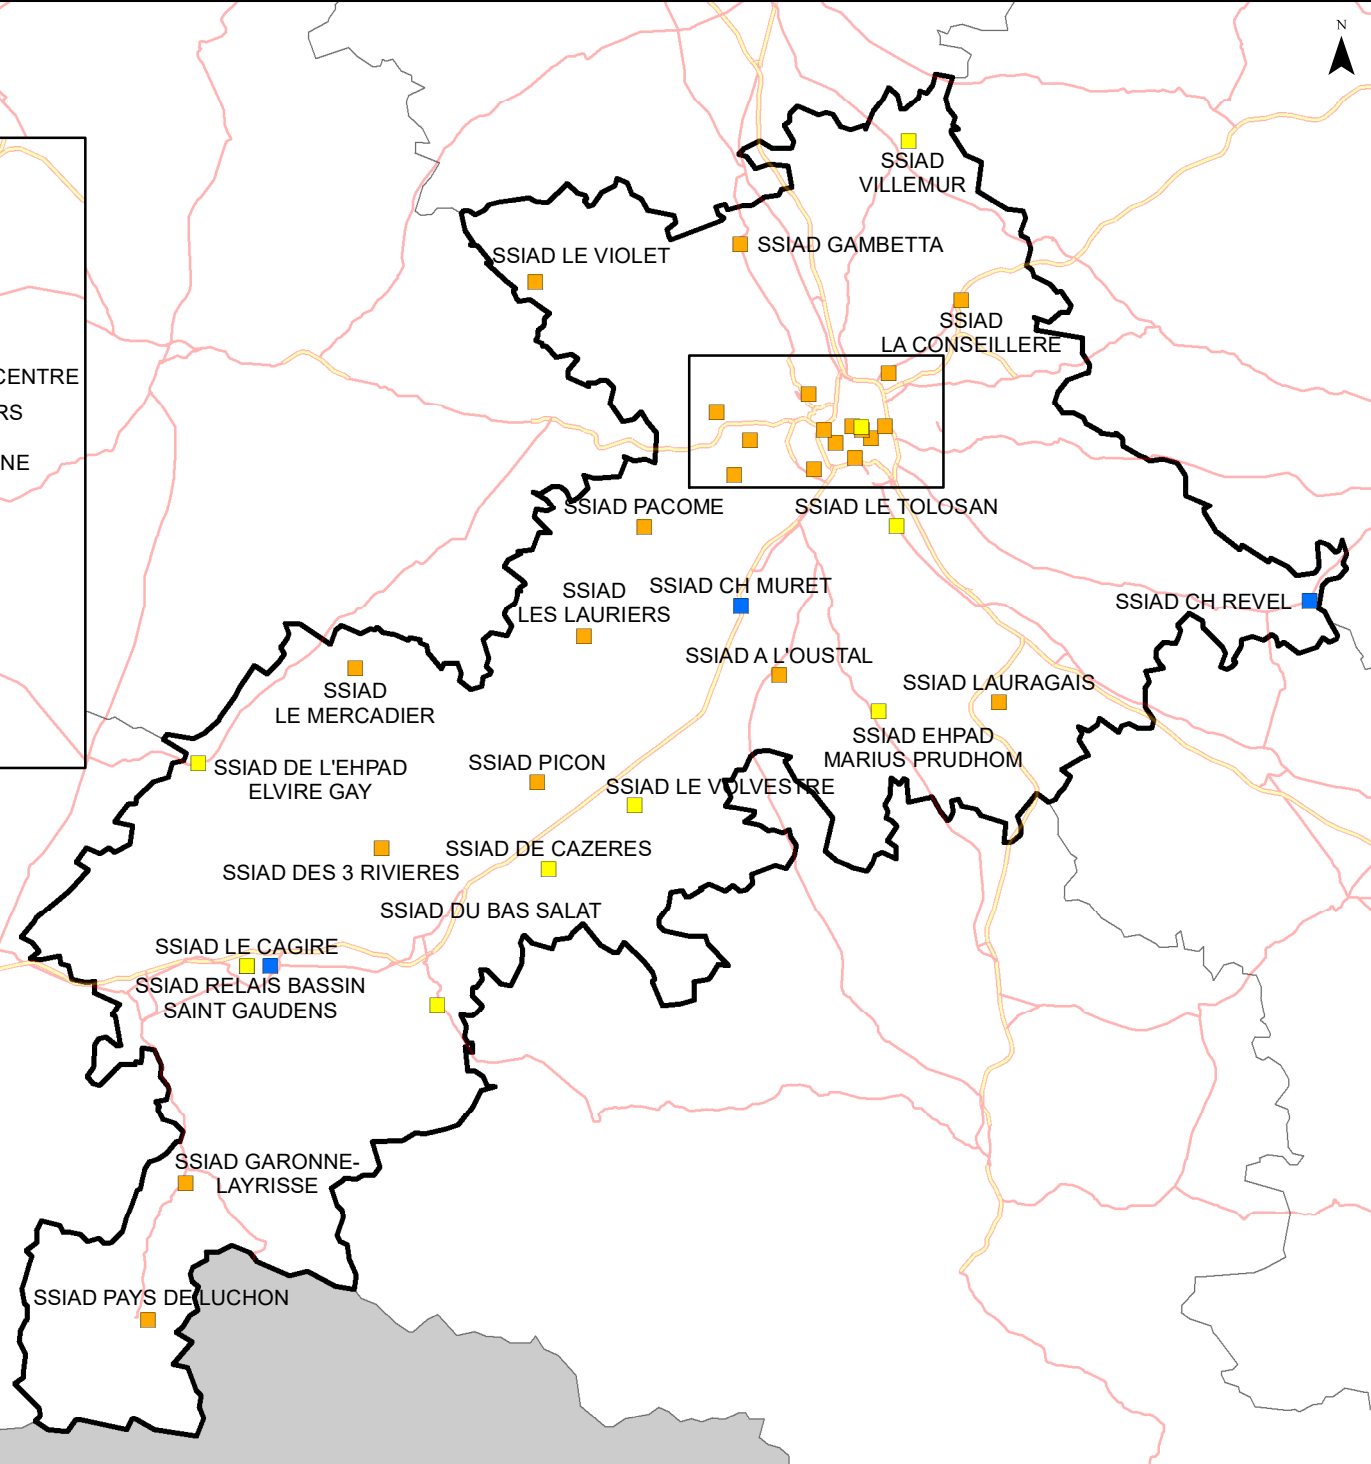 N
SSIAD
VILLEMUR
SSIAD GAMBETTA
SSIAD LE VIOLET
SSIAD
LA CONSEILLERE
CENTRE
RS
NE
SSIAD PACOME
SSIAD LE TOLOSAN
SSIAD
LES LAURIERS
SSIAD CH MURET
SSIAD CH REVEL
SSIAD A L'OUSTAL
SSIAD LAURAGAIS
SSIAD
LE MERCADIER
SSIAD EHPAD
MARIUS PRUDHOM
SSIAD DE L'EHPAD
ELVIRE GAY
SSIAD PICON
SSIAD LE VOLVESTRE
SSIAD DE CAZERES
SSIAD DES 3 RIVIERES
SSIAD DU BAS SALAT
SSIAD LE CAGIRE
SSIAD RELAIS BASSIN
SAINT GAUDENS
SSIAD GARONNE-
LAYRISSE
SSIAD PAYS DE LUCHON